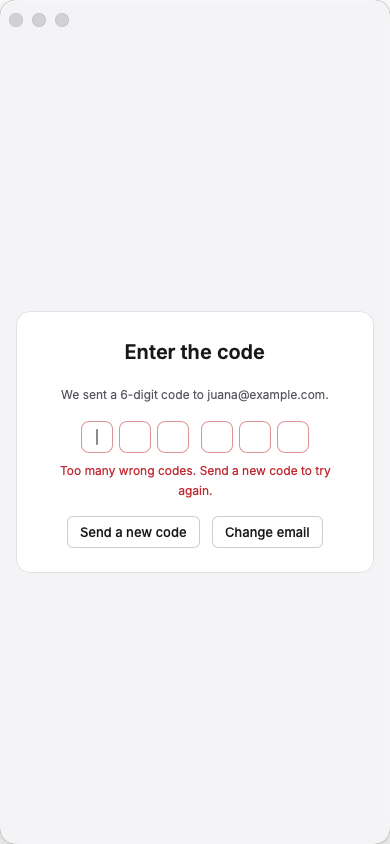 Enter the code
We sent a 6-digit code to juana@example.com.
Too many wrong codes. Send a new code to try
again.
Send a new code
Change email